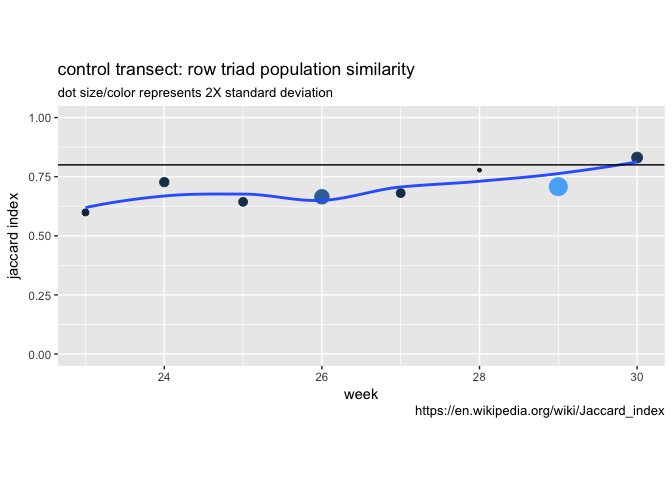 control transect: row triad population similarity
dot size/color represents 2X standard deviation
1.00
0.75
0.50
0.25
0.00
jaccard index
24 26 28 30
week
https://en.wikipedia.org/wiki/Jaccard_index